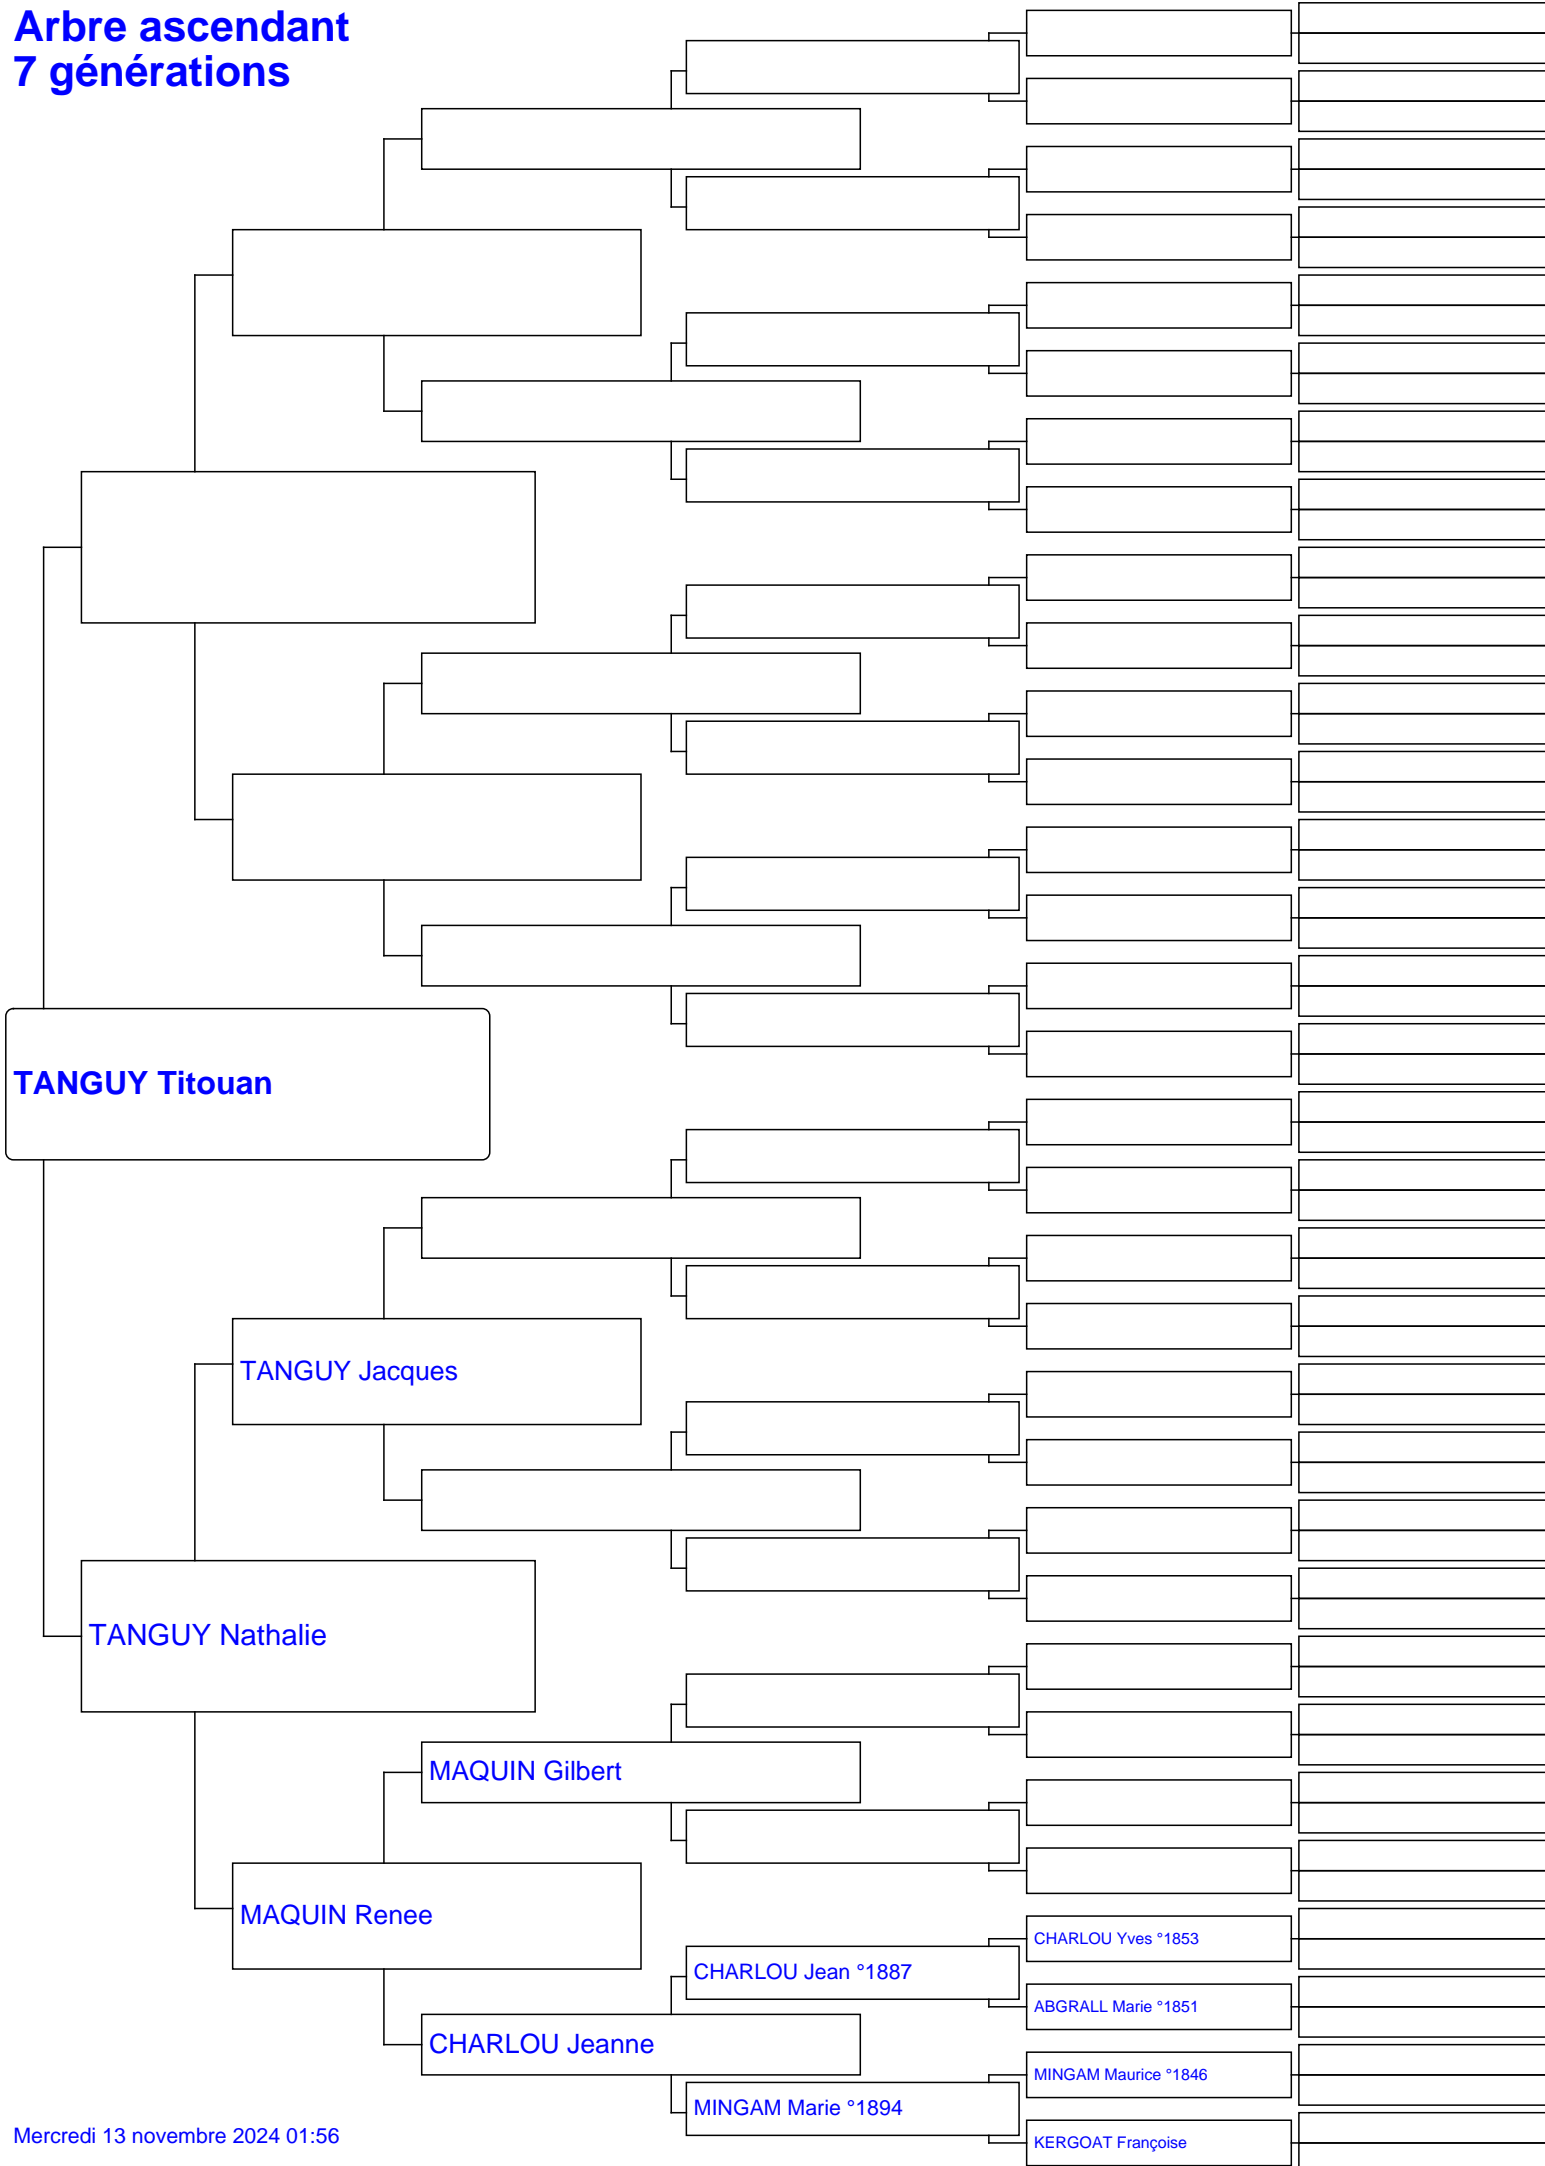 Arbre ascendant
7 générations
TANGUY Titouan
TANGUY Jacques
TANGUY Nathalie
MAQUIN Gilbert
MAQUIN Renee
CHARLOU Yves °1853
CHARLOU Jean °1887
ABGRALL Marie °1851
CHARLOU Jeanne
MINGAM Maurice °1846
MINGAM Marie °1894
KERGOAT Françoise
Mercredi 13 novembre 2024 01:56